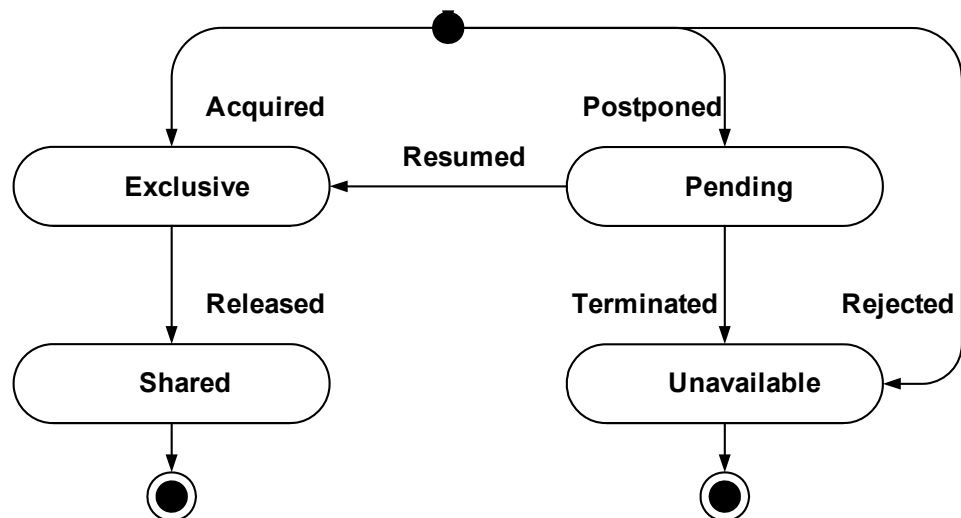 Acquired
Postponed
Resumed
Exclusive
Pending
Released
Terminated
Rejected
Shared
Unavailable